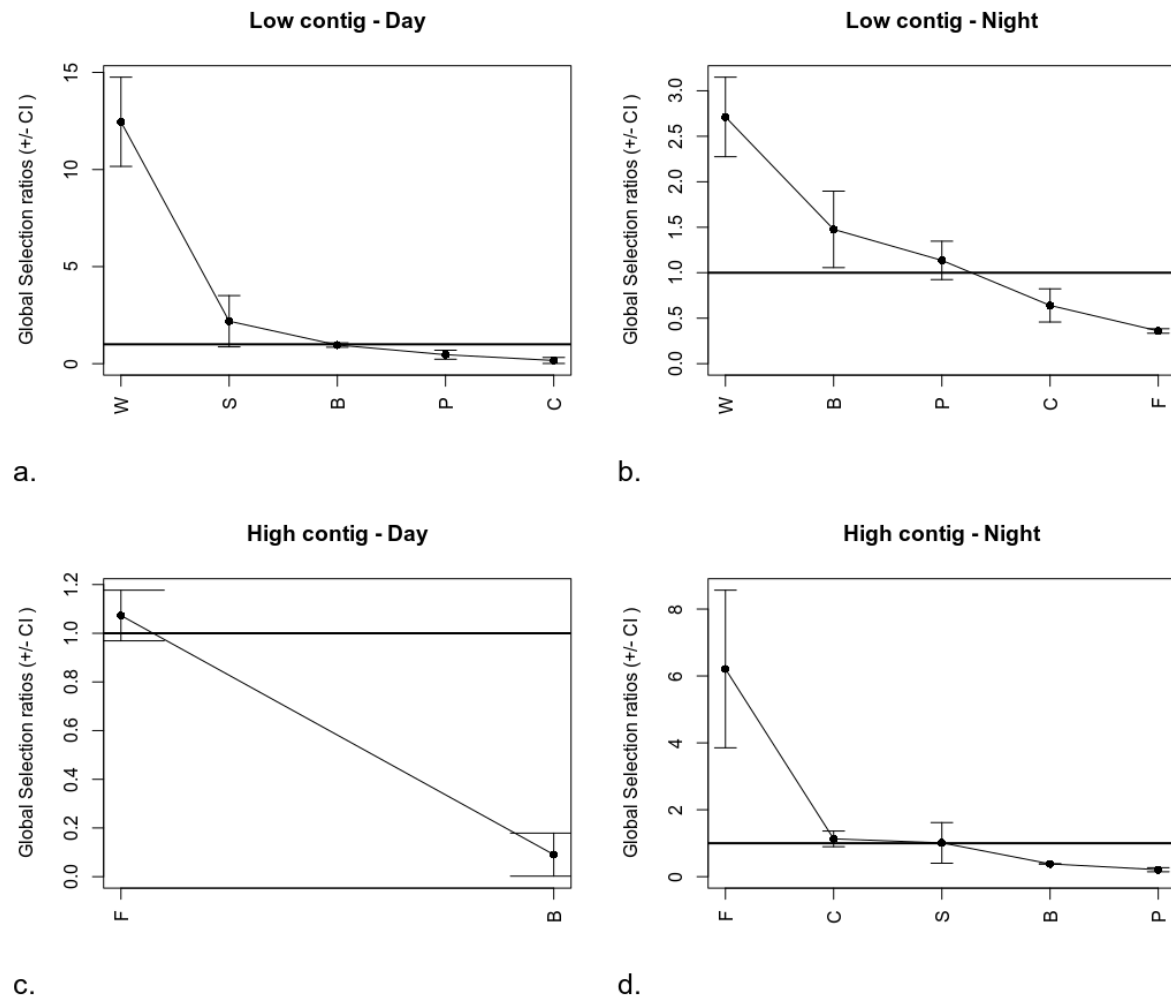 Low contig - Day
Global Selection ratios (+/- CI )
15
10
5
0
W S B P C
a.
Low contig - Night
Global Selection ratios (+/- CI )
3.0
2.5
2.0
1.5
1.0
0.5
0.0
W B P C F
b.
High contig - Day
Global Selection ratios (+/- CI )
1.2
1.0
0.8
0.6
0.4
0.2
0.0
F B
c.
High contig - Night
Global Selection ratios (+/- CI )
8
6
4
2
0
F C S B P
d.